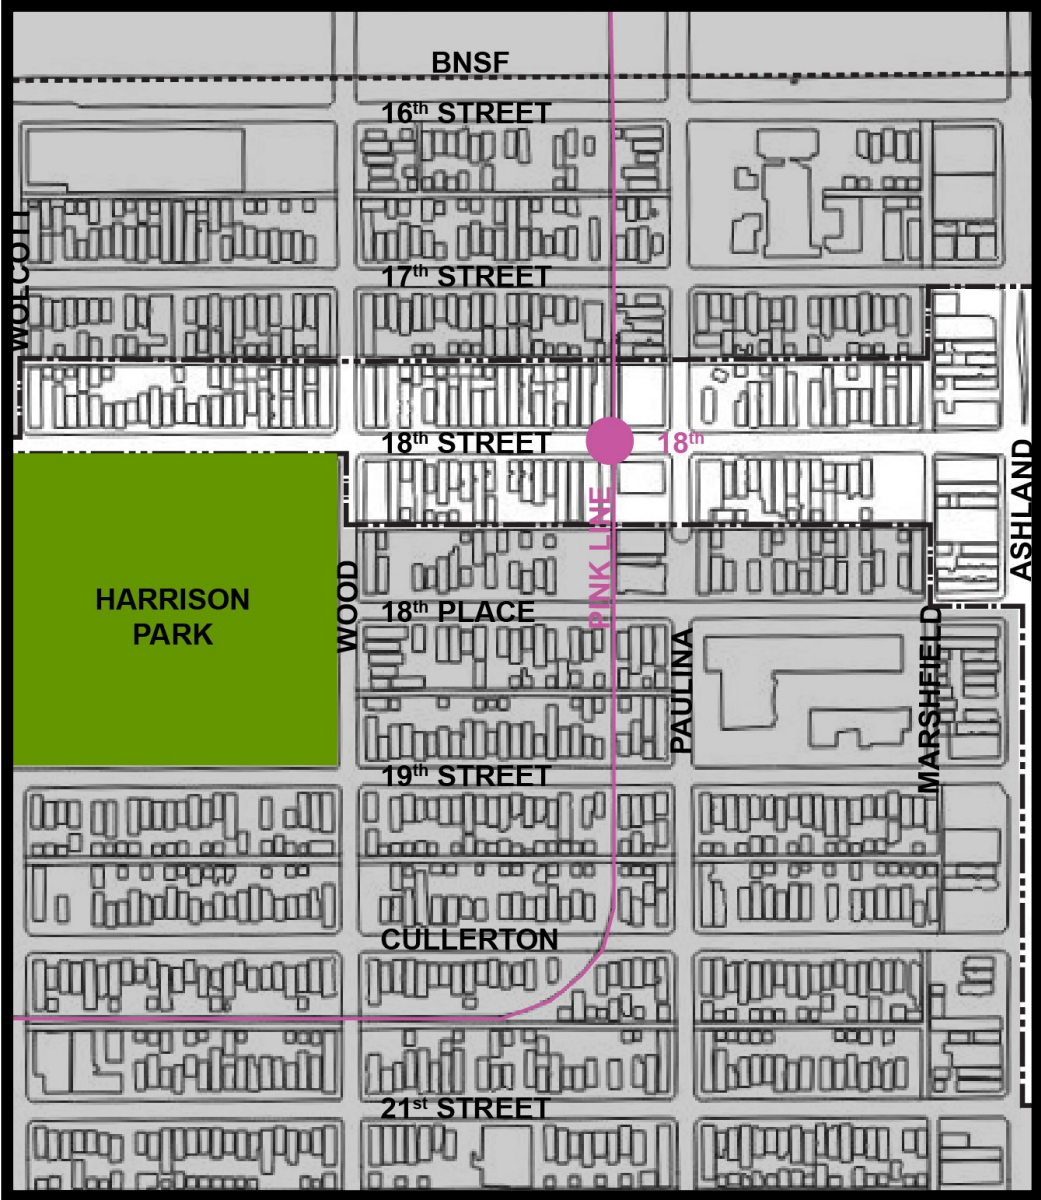 BNSF
16th STREET
WOLCOTT
17th STREET
18th STREET
18th
PINK LINE
ASHLAND
HARRISON
PARK
WOOD
18th PLACE
PAULINA
MARSHFIELD
19th STREET
CULLERTON
21st STREET